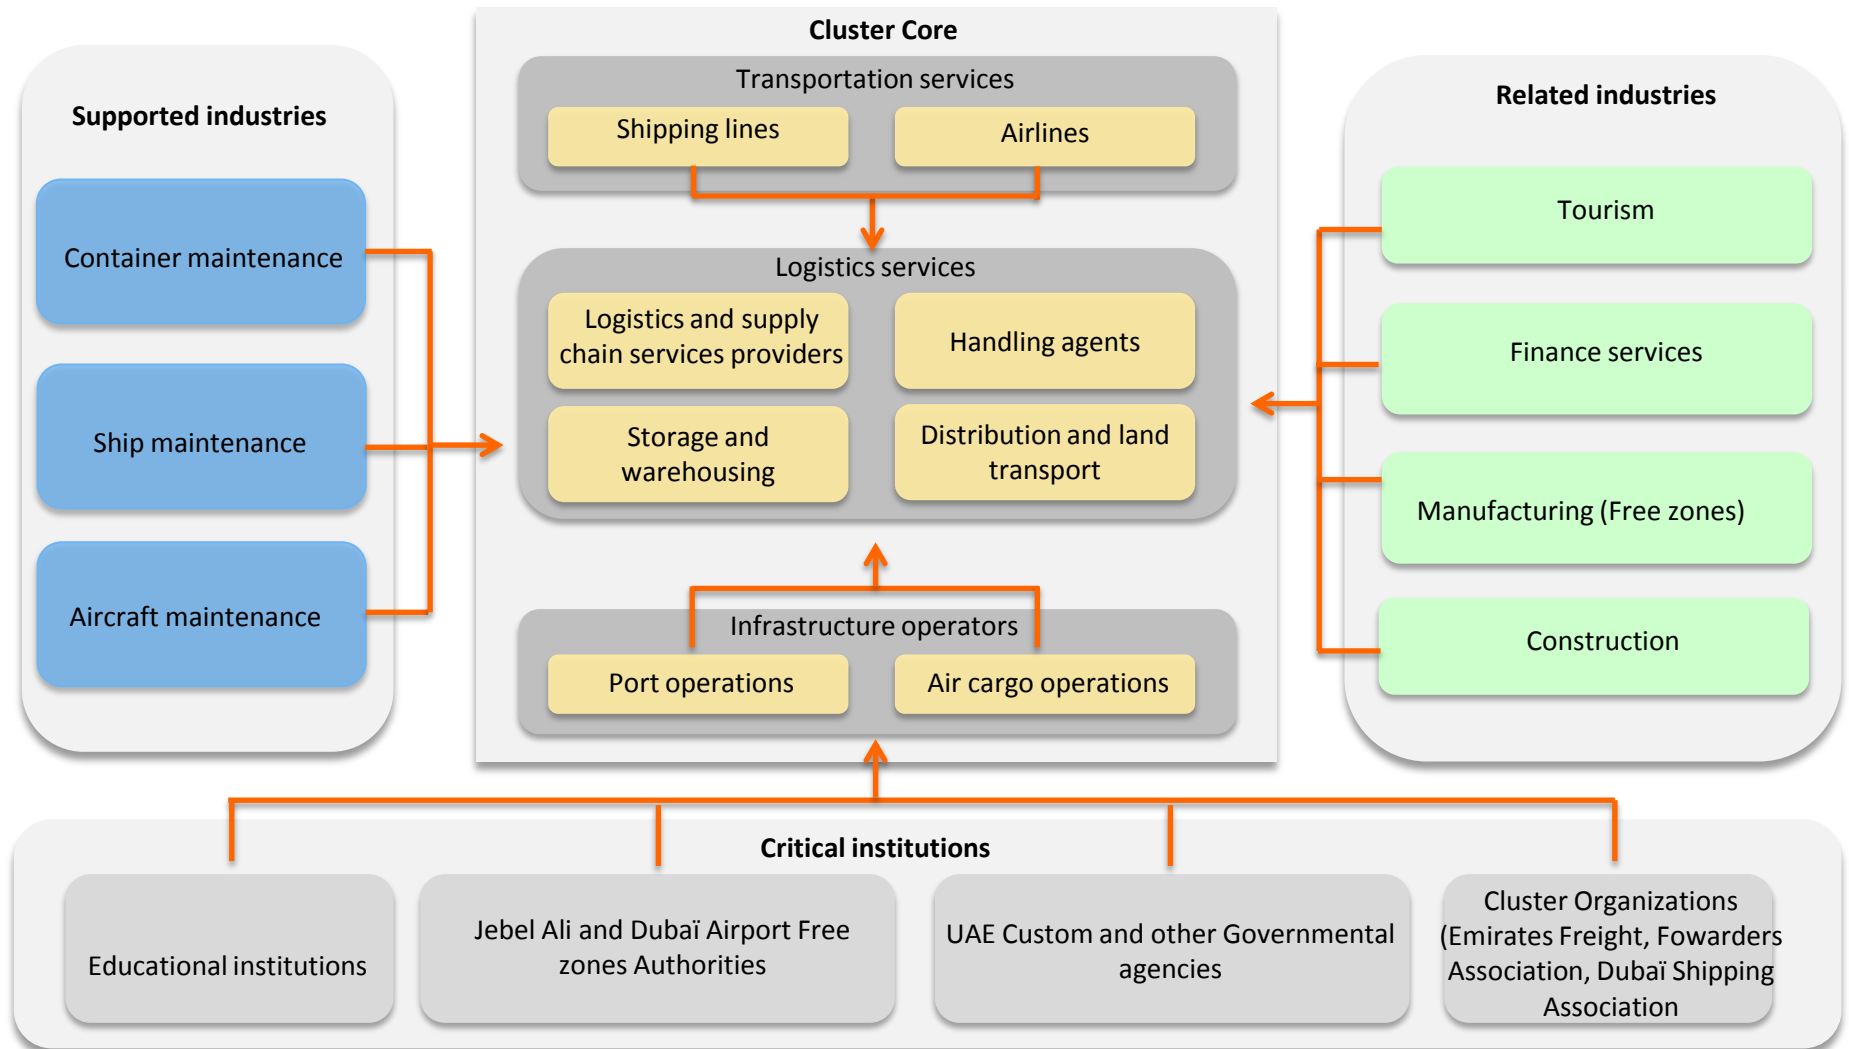 Cluster Core
Transportation services
Shipping lines
Airlines
Supported industries
Container maintenance
Ship maintenance
Aircraft maintenance
Logistics services
Logistics and supply
chain services providers
Handling agents
Storage and
warehousing
Distribution and land
transport
Infrastructure operators
Port operations
Air cargo operations
Related industries
Tourism
Finance services
Manufacturing (Free zones)
Construction
Critical institutions
Educational institutions
Jebel Ali and Dubaï Airport Free
zones Authorities
UAE Custom and other Governmental
agencies
Cluster Organizations
(Emirates Freight, Fowarders
Association, Dubaï Shipping
Association